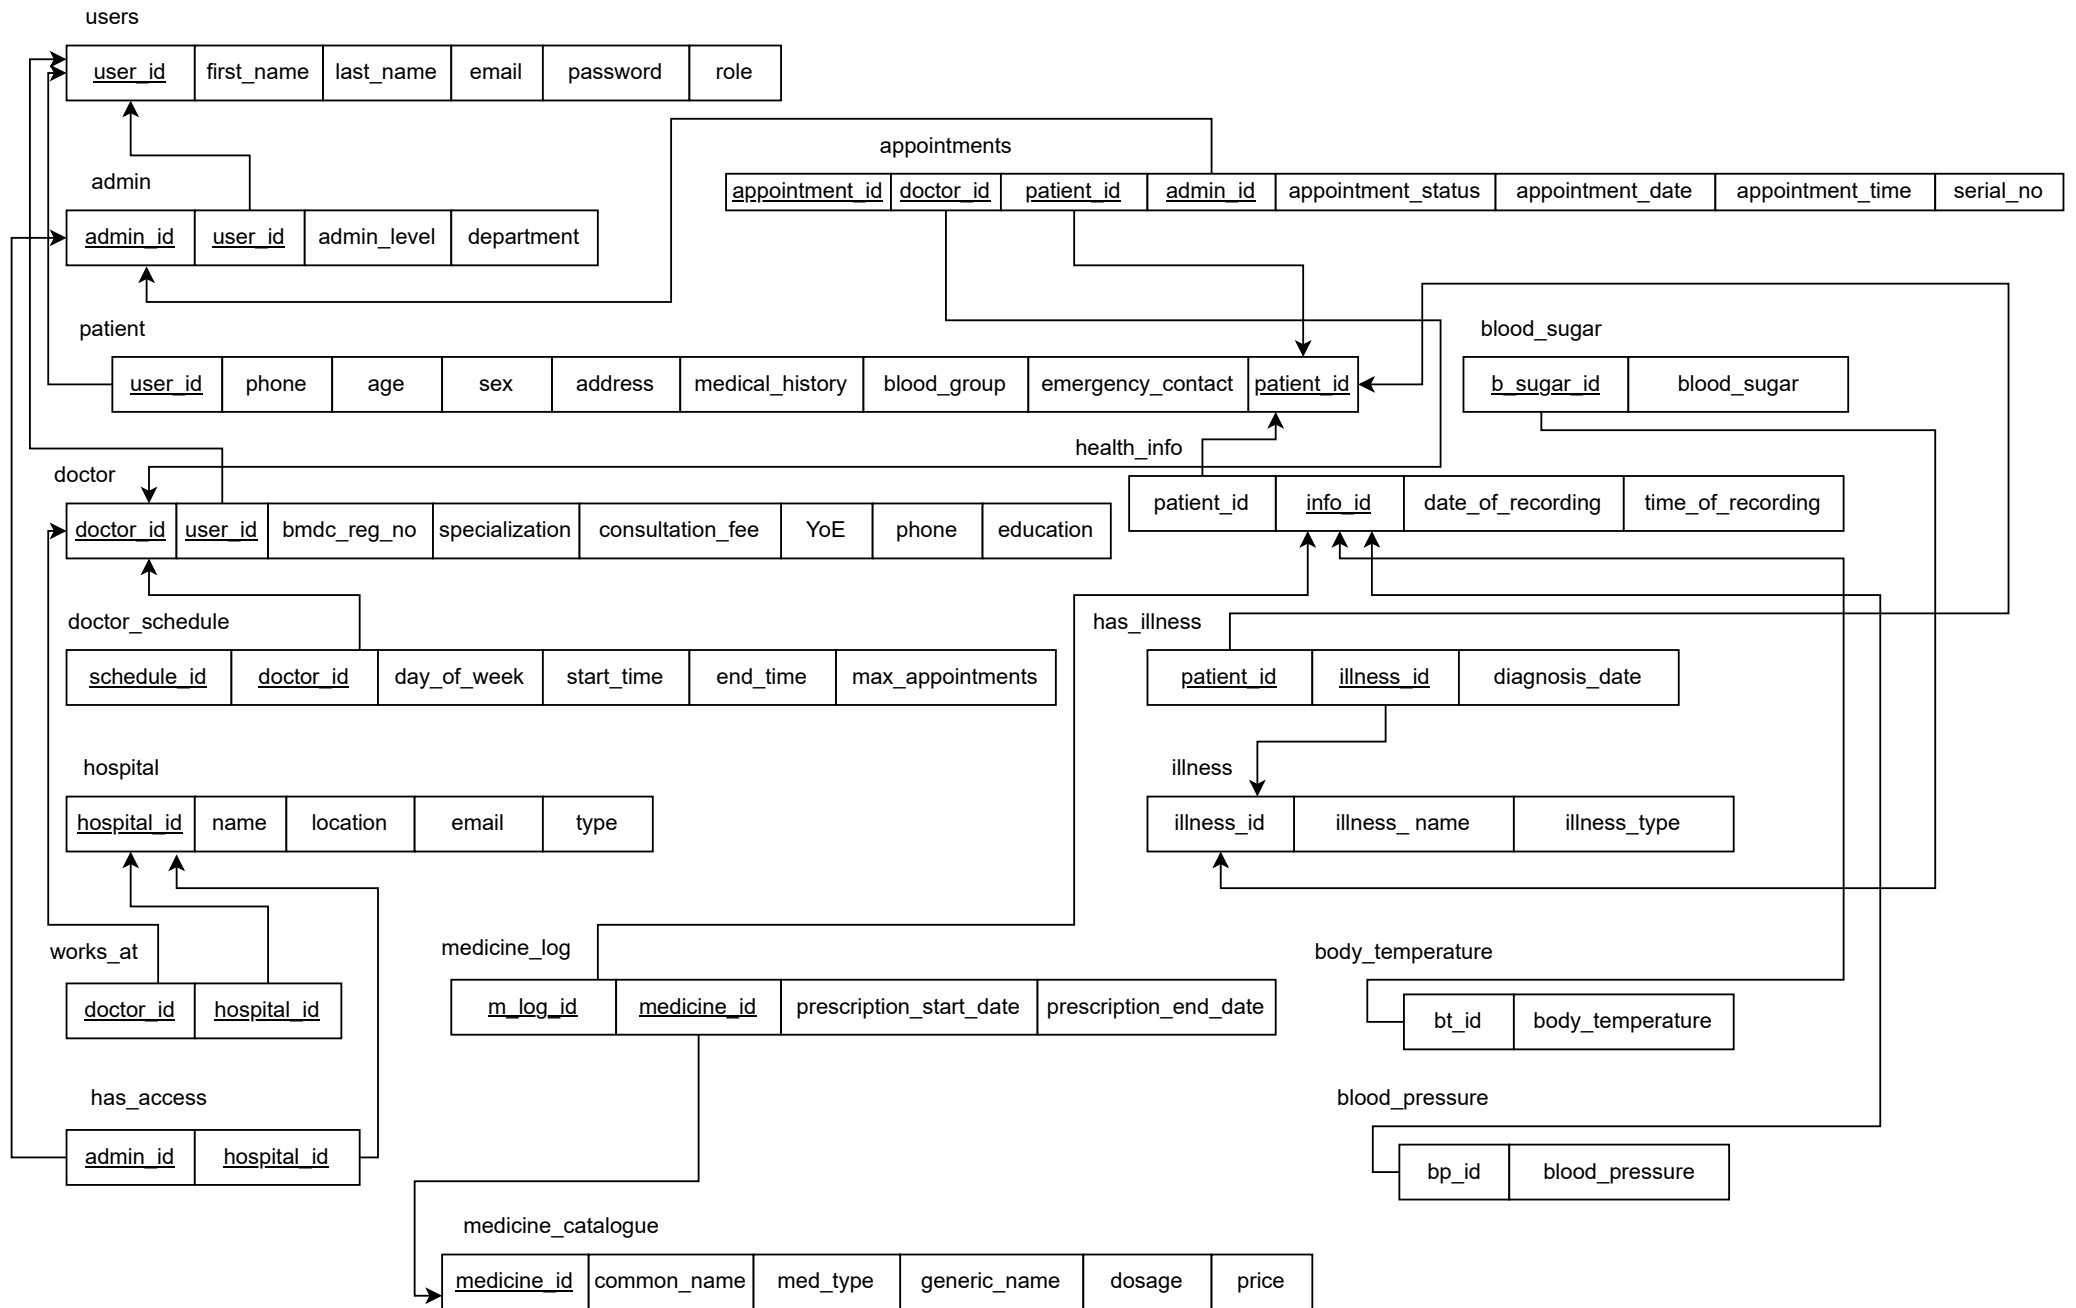 users
user_id first_name last_name email password role
appointments
appointment_id doctor_id patient_id admin_id appointment_status appointment_date appointment_time serial_no
admin
admin_id user_id admin_level department
patient
user_id phone age sex address medical_history blood_group emergency_contact patient_id
blood_sugar
b_sugar_id blood_sugar
health_info
patient_id info_id date_of_recording time_of_recording
doctor
doctor_id user_id bmdc_reg_no specialization consultation_fee YoE phone education
doctor_schedule
schedule_id doctor_id day_of_week start_time end_time max_appointments
has_illness
patient_id illness_id diagnosis_date
hospital
hospital_id name location email type
illness
illness_id illness_ name illness_type
works_at
doctor_id hospital_id
medicine_log
m_log_id medicine_id prescription_start_date prescription_end_date
body_temperature
bt_id body_temperature
has_access
admin_id hospital_id
blood_pressure
bp_id blood_pressure
medicine_catalogue
medicine_id common_name med_type generic_name dosage price